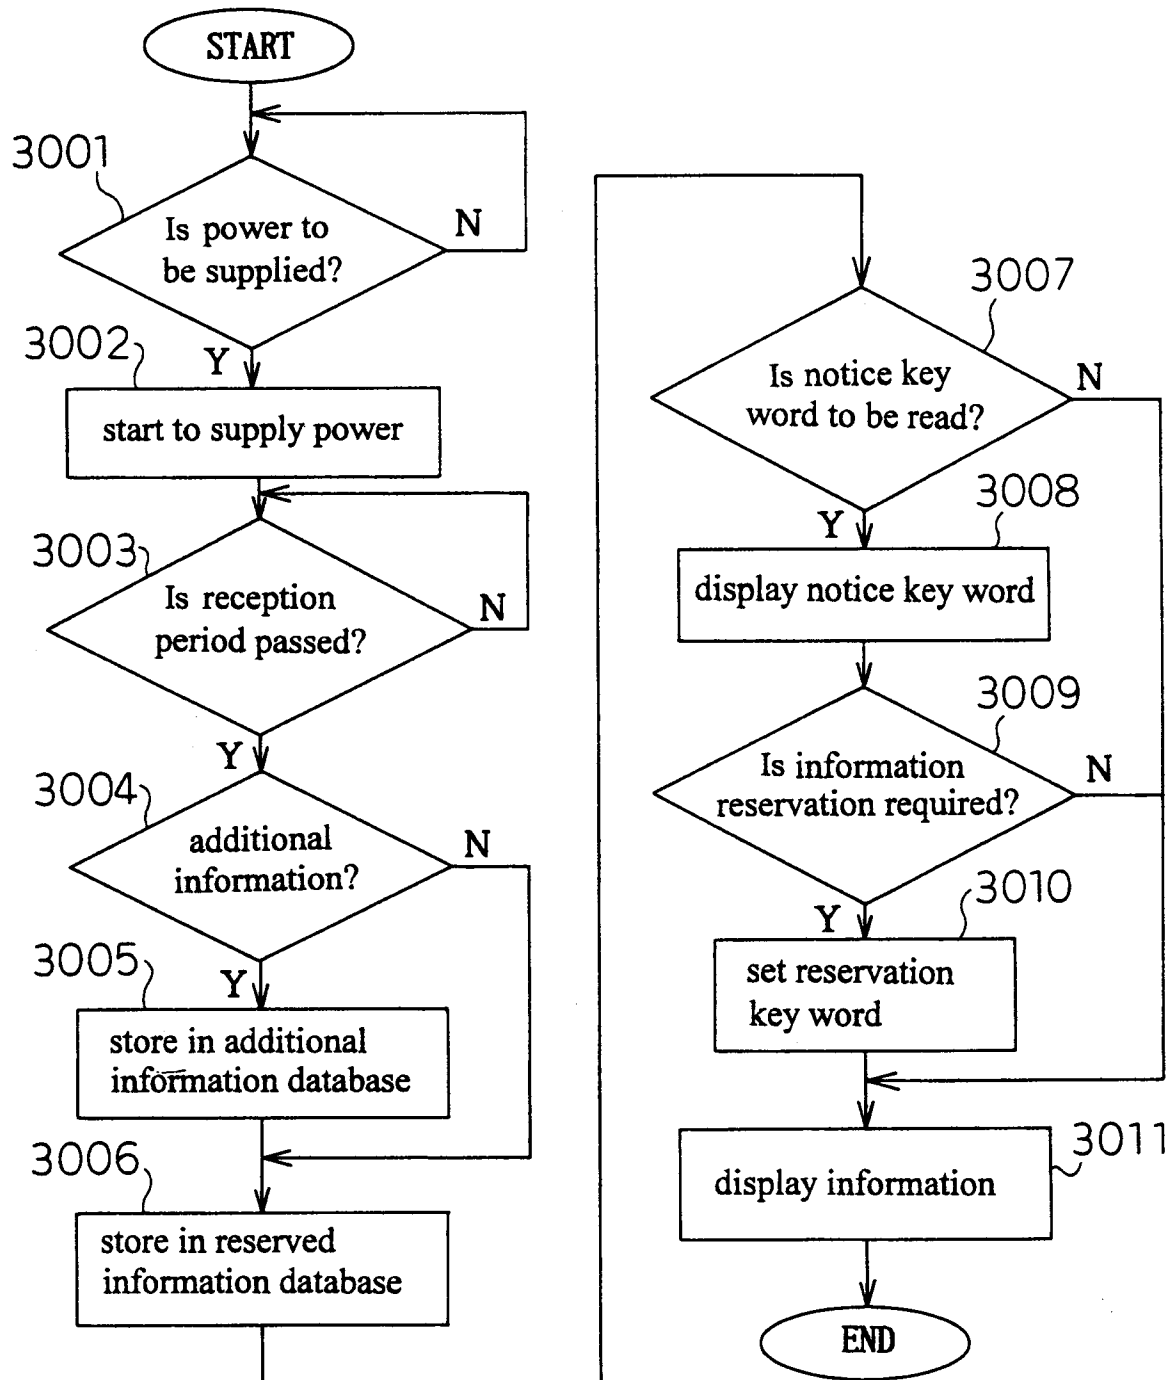 START
3001
Is power to
be supplied?
N
Y
3002
start to supply power
3003
Is reception
period passed?
N
Y
3004
additional
information?
N
Y
3005
store in additional
information database
3006
store in reserved
information database
3007
Is notice key
word to be read?
N
Y
3008
display notice key word
3009
Is information
reservation required?
N
Y
3010
set reservation
key word
3011
display information
END